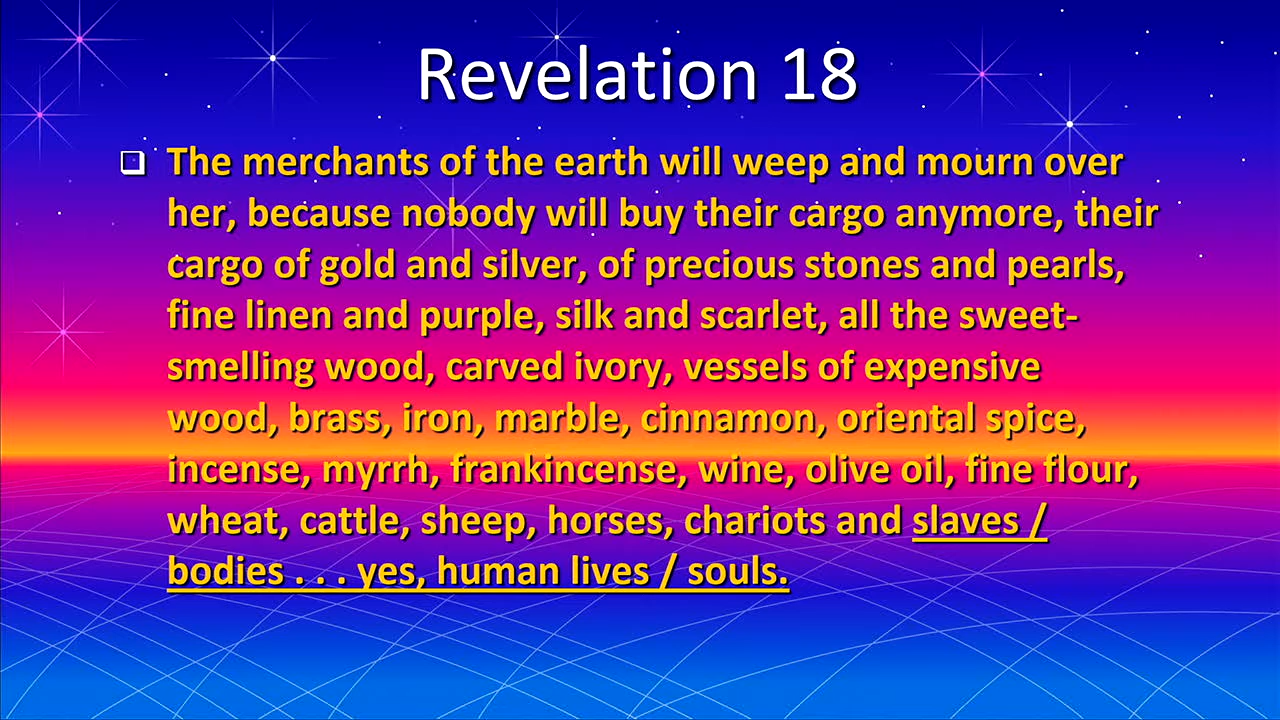 Revelation 18
The merchants of the earth will weep and mourn over
her, because nobody will buy their cargo anymore, their
cargo of gold and silver, of precious stones and pearls,
fine linen and purple, silk and scarlet, all the sweet-
smelling wood, carved ivory, vessels of expensive
wood, brass, iron, marble, cinnamon, oriental spice,
incense, myrrh, frankincense, wine, olive oil, fine flour,
wheat, cattle, sheep, horses, chariots and slaves /
bodies . . . yes, human lives / souls.